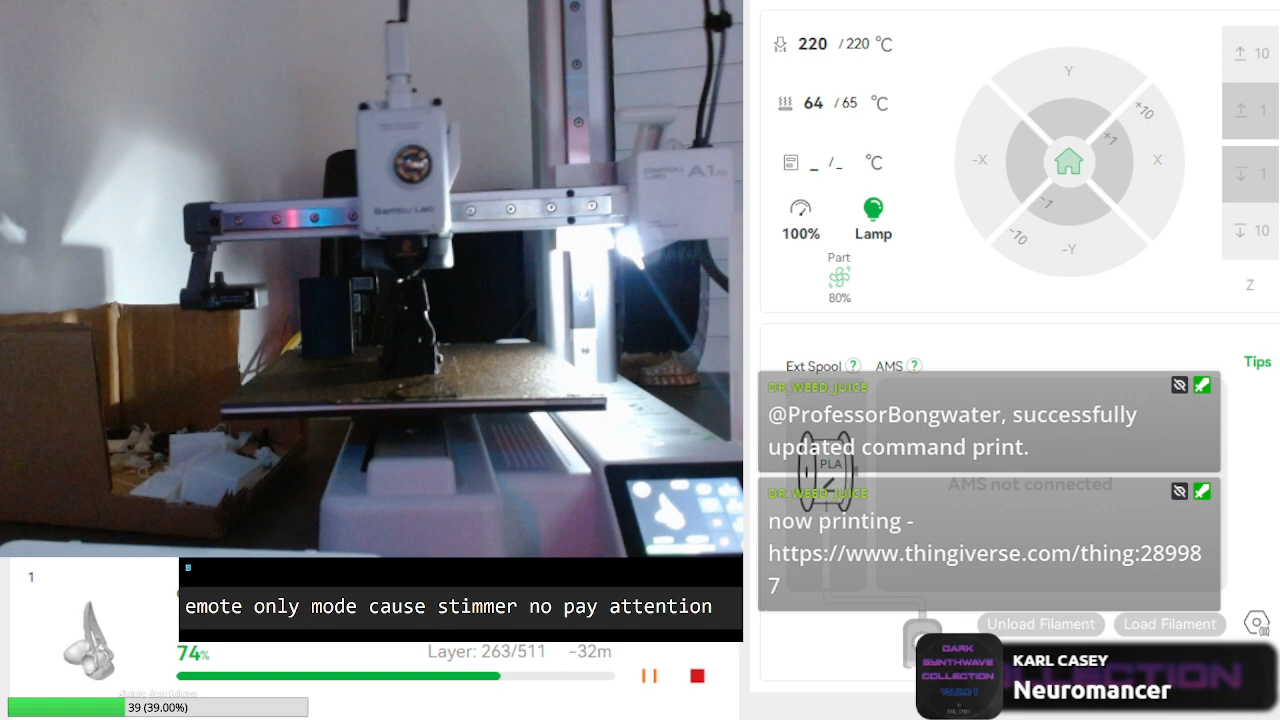 220 / 220 °C
64 / 65 °C
_ / _ °C
100%
Lamp
Part
80%
Y
+10
+1
-X
X
-1
-10
-Y
10
1
1
10
Z
Bambu Lab
A1
Ext Spool ? AMS ?
Tips
DR_WEED_JUICE
@ProfessorBongwater, successfully
updated command print.
PLA
AMS not connected
DR_WEED_JUICE
now printing -
https://www.thingiverse.com/thing:28998
7
Unload Filament
Load Filament
1
emote only mode cause stimmer no pay attention
74%
Layer: 263/511
-32m
39 (39.00%)
DARK
SYNTHWAVE
COLLECTION
VOLUME 1
KARL CASEY
Neuromancer